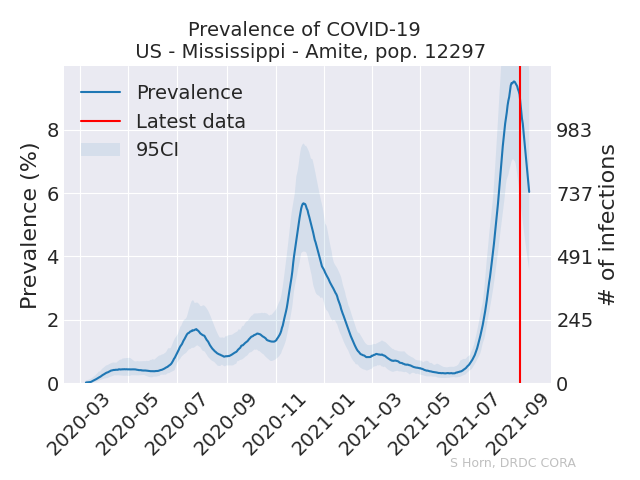 Prevalence of COVID-19
US - Mississippi - Amite, pop. 12297
Prevalence
Latest data
95CI
Prevalence (%)
8
6
4
2
0
983
737
491
245
0
# of infections
2020-03
2020-05
2020-07
2020-09
2020-11
2021-01
2021-03
2021-05
2021-07
2021-09
S Horn, DRDC CORA